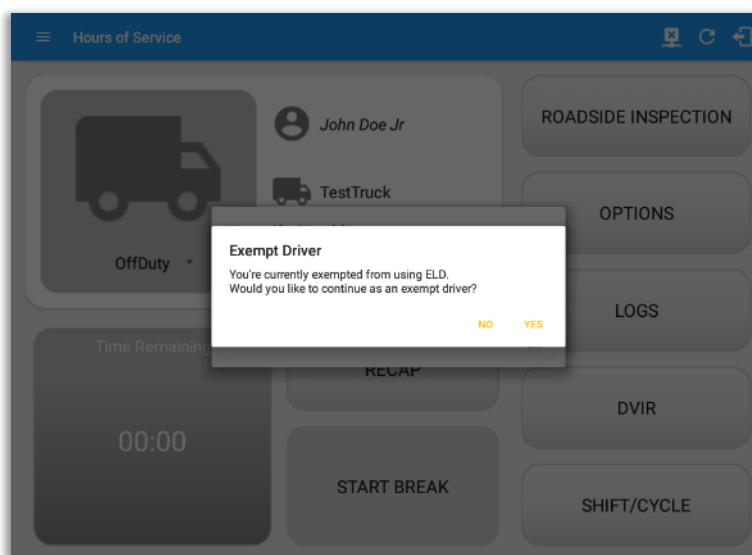 Hours of Service
John Doe Jr
TestTruck
OffDuty
Exempt Driver
You're currently exempted from using ELD.
Would you like to continue as an exempt driver?
NO YES
Time Remaining
00:00
RECAP
START BREAK
ROADSIDE INSPECTION
OPTIONS
LOGS
DVIR
SHIFT/CYCLE